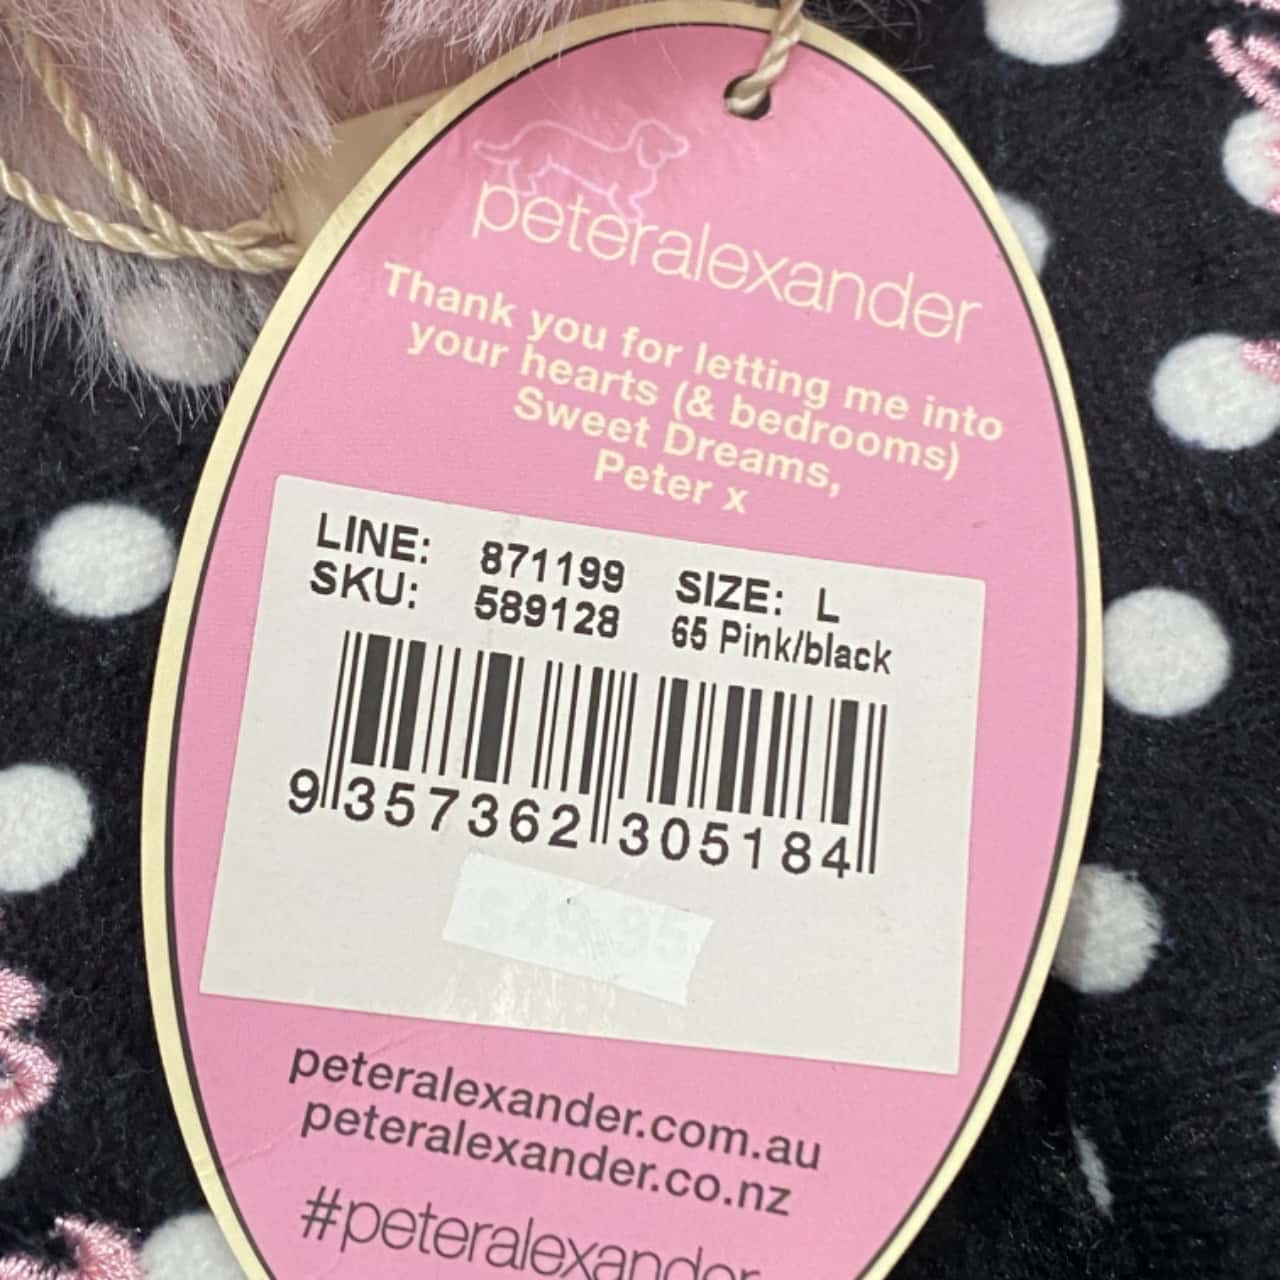 peteralexander
Thank you for letting me into
your hearts (& bedrooms)
Sweet Dreams,
Peter x
LINE: 871199 SIZE: L
SKU: 589128 65 Pink/black
9 357362 305184
peteralexander.com.au
peteralexander.co.nz
#peteralexander